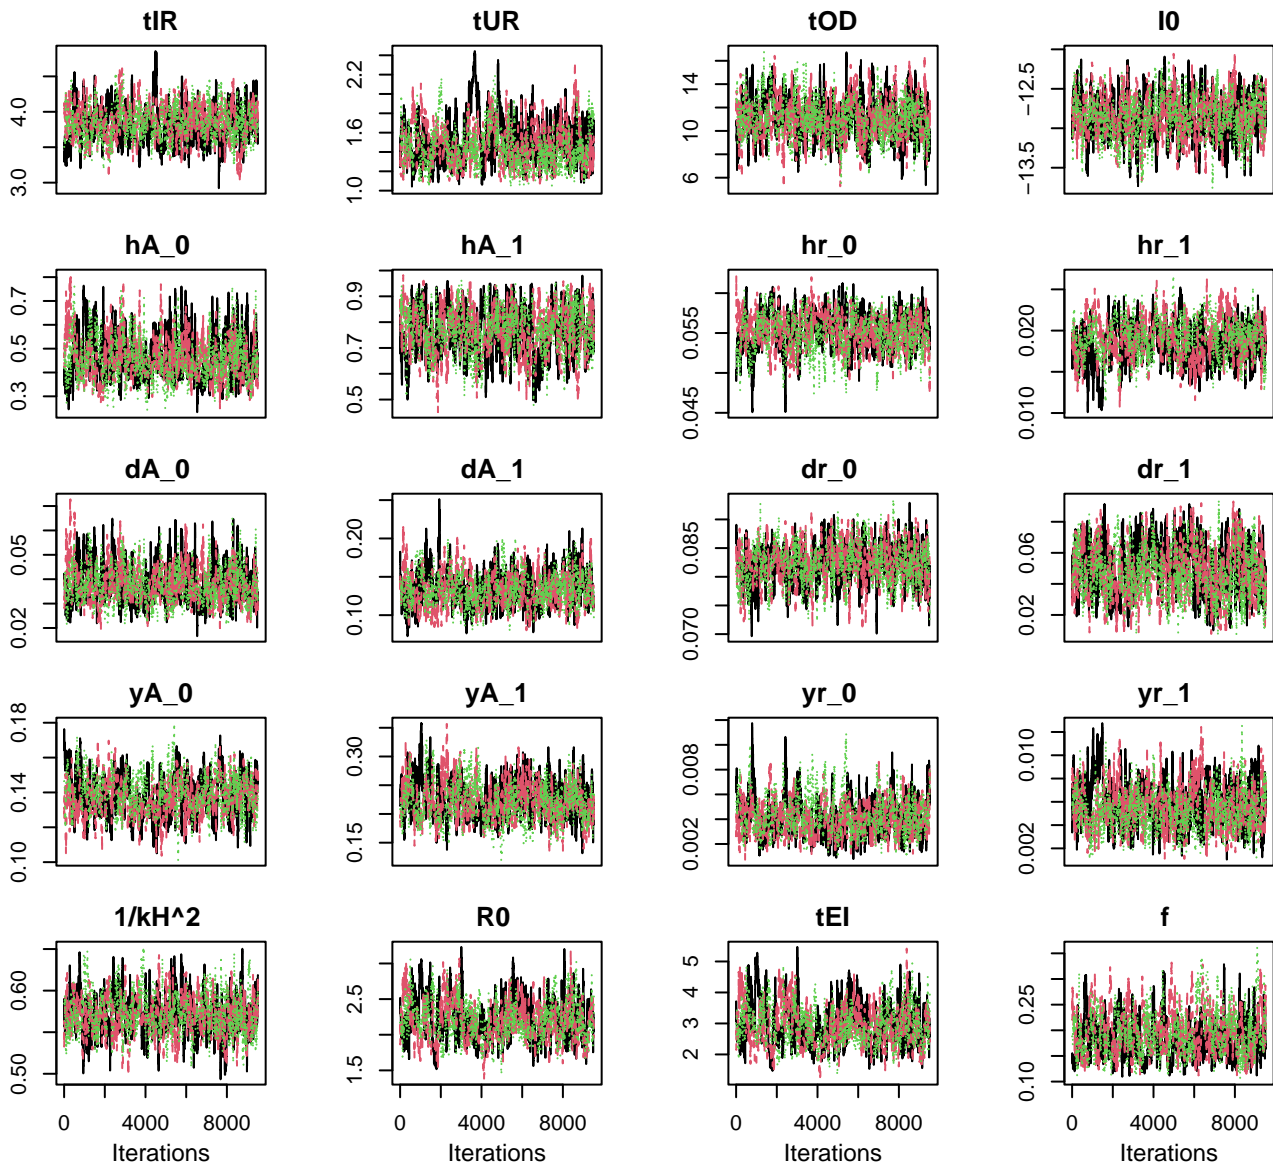 tIR tUR tOD I0
3.0 4.0
1.0 1.6 2.2
6 10 14
−13.5 −12.5
hA_0 hA_1 hr_0 hr_1
0.3 0.5 0.7
0.5 0.7 0.9
0.045 0.055
0.010 0.020
dA_0 dA_1 dr_0 dr_1
0.02 0.05
0.10 0.20
0.070 0.085
0.02 0.06
yA_0 yA_1 yr_0 yr_1
0.10 0.14 0.18
0.15 0.30
0.002 0.008
0.002 0.010
1/kH^2 R0 tEI f
0.50 0.60
1.5 2.5
2 3 4 5
0.10 0.25
0 4000 8000
0 4000 8000
0 4000 8000
0 4000 8000
Iterations Iterations Iterations Iterations